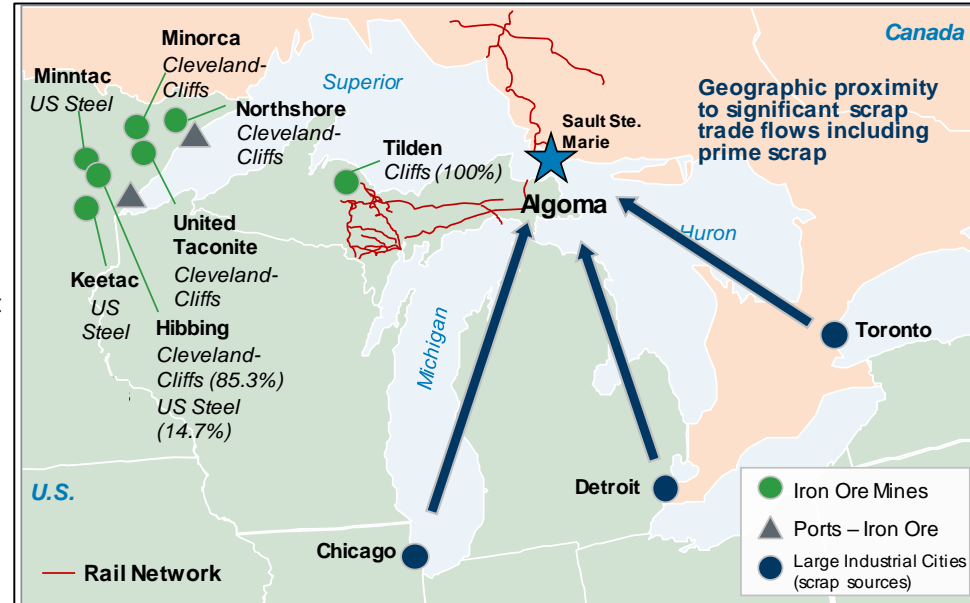 Canada
Minorca
Cleveland-
Cliffs
Minntac
US Steel
Superior
Northshore
Cleveland-
Cliffs
Geographic proximity
to significant scrap
trade flows including
prime scrap
Sault Ste.
Marie
Tilden
Cliffs (100%)
Algoma
Huron
United
Taconite
Cleveland-
Cliffs
Keetac
US
Steel
Hibbing
Cleveland-
Cliffs (85.3%)
US Steel
(14.7%)
Michigan
Toronto
U.S.
Detroit
Chicago
Rail Network
Iron Ore Mines
Ports – Iron Ore
Large Industrial Cities
(scrap sources)